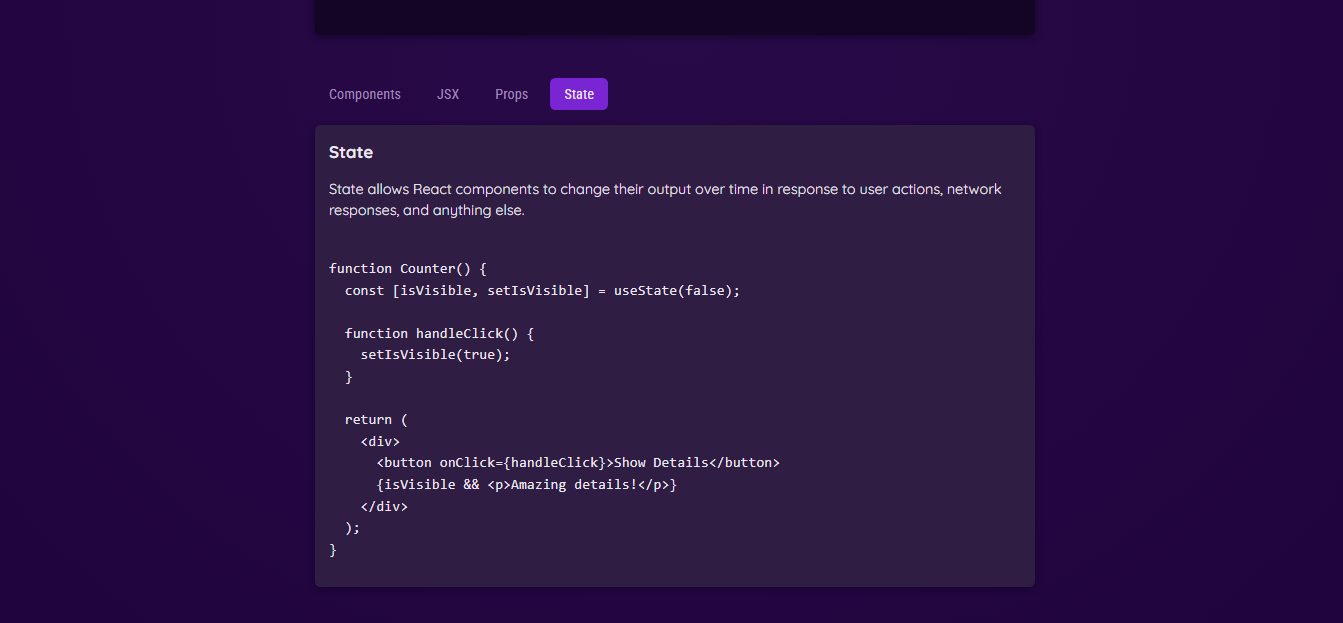 Components JSX Props State
State
State allows React components to change their output over time in response to user actions, network
responses, and anything else.
function Counter() {
  const [isVisible, setIsVisible] = useState(false);
  function handleClick() {
    setIsVisible(true);
  }
  return (
    <div>
      <button onClick={handleClick}>Show Details</button>
      {isVisible && <p>Amazing details!</p>}
    </div>
  );
}